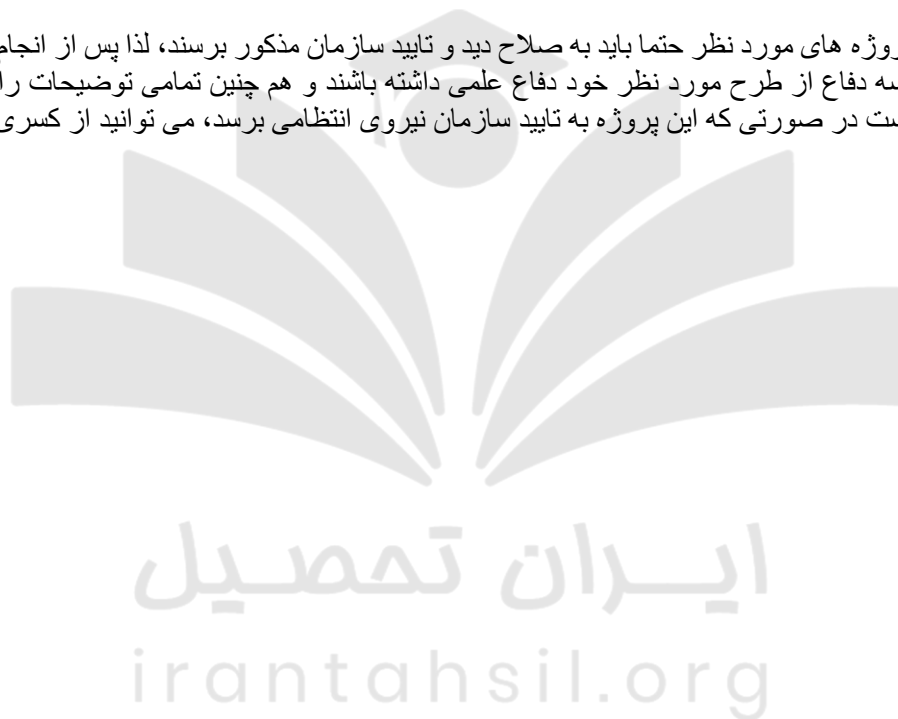 روژه های مورد نظر حتما باید به صلاح دید و تایید سازمان مذکور برسند، لذا پس از انجام
سه دفاع از طرح مورد نظر خود دفاع علمی داشته باشند و هم چنین تمامی توضیحات را
ست در صورتی که این پروژه به تایید سازمان نیروی انتظامی برسد، می توانید از کسری
ایران تحصیل
irantahsil.org